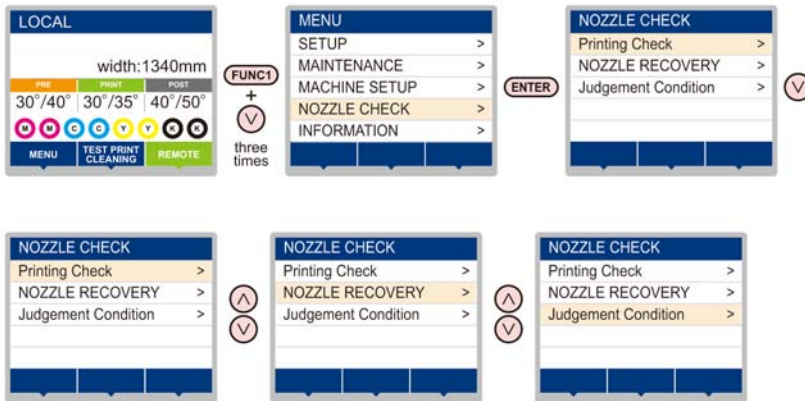 LOCAL
width:1340mm
PRE PRINT POST
30°/40° 30°/35° 40°/50°
M M C C Y Y K K
MENU TEST PRINT CLEANING REMOTE
FUNC1
+
three
times
MENU
SETUP >
MAINTENANCE >
MACHINE SETUP >
NOZZLE CHECK >
INFORMATION >
ENTER
NOZZLE CHECK
Printing Check >
NOZZLE RECOVERY >
Judgement Condition >
NOZZLE CHECK
Printing Check >
NOZZLE RECOVERY >
Judgement Condition >
NOZZLE CHECK
Printing Check >
NOZZLE RECOVERY >
Judgement Condition >
NOZZLE CHECK
Printing Check >
NOZZLE RECOVERY >
Judgement Condition >